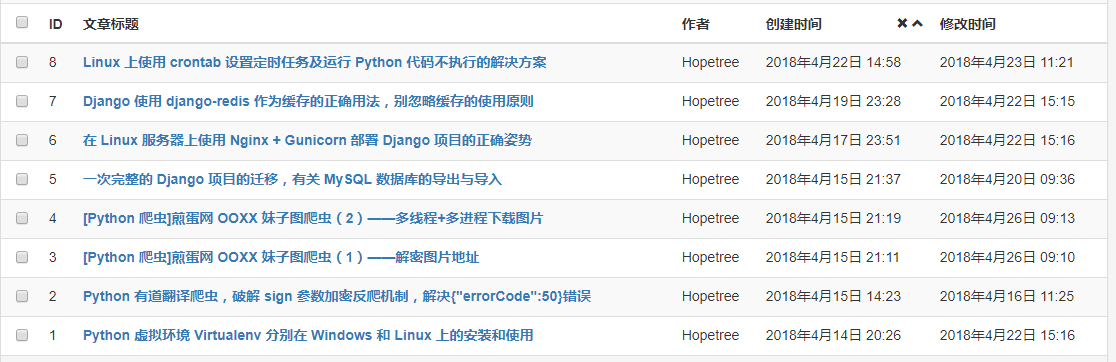 ID 文章标题 作者 创建时间 修改时间
8 Linux 上使用 crontab 设置定时任务及运行 Python 代码不执行的解决方案 Hopetree 2018年4月22日 14:58 2018年4月23日 11:21
7 Django 使用 django-redis 作为缓存的正确用法，别忽略缓存的使用原则 Hopetree 2018年4月19日 23:28 2018年4月22日 15:15
6 在 Linux 服务器上使用 Nginx + Gunicorn 部署 Django 项目的正确姿势 Hopetree 2018年4月17日 23:51 2018年4月22日 15:16
5 一次完整的 Django 项目的迁移，有关 MySQL 数据库的导出与导入 Hopetree 2018年4月15日 21:37 2018年4月20日 09:36
4 [Python 爬虫]煎蛋网 OOXX 妹子图爬虫（2）——多线程+多进程下载图片 Hopetree 2018年4月15日 21:19 2018年4月26日 09:13
3 [Python 爬虫]煎蛋网 OOXX 妹子图爬虫（1）——解密图片地址 Hopetree 2018年4月15日 21:11 2018年4月26日 09:10
2 Python 有道翻译爬虫，破解 sign 参数加密反爬机制，解决{"errorCode":50}错误 Hopetree 2018年4月15日 14:23 2018年4月16日 11:25
1 Python 虚拟环境 Virtualenv 分别在 Windows 和 Linux 上的安装和使用 Hopetree 2018年4月14日 20:26 2018年4月22日 15:16